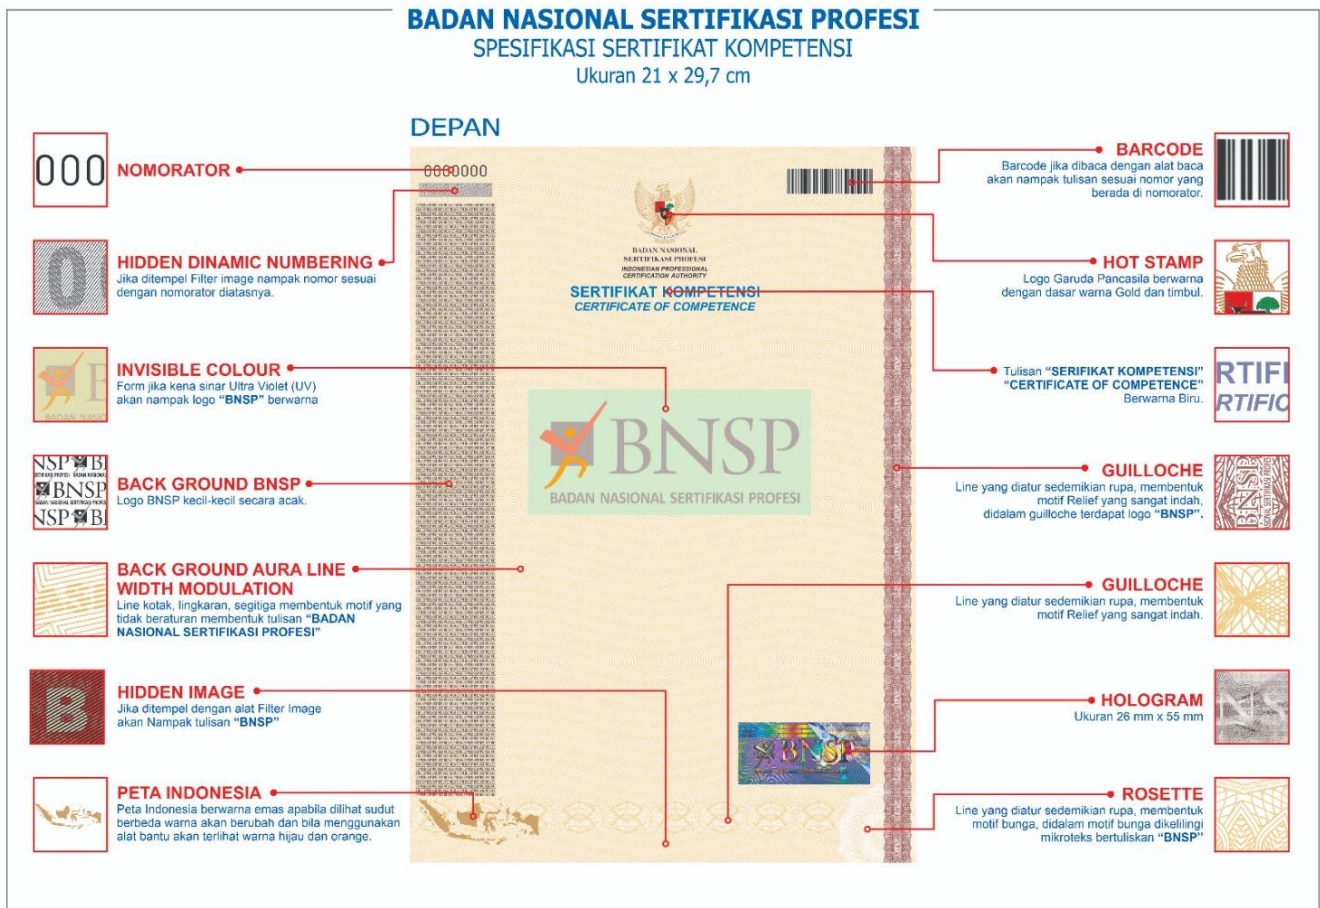 BADAN NASIONAL SERTIFIKASI PROFESI
SPESIFIKASI SERTIFIKAT KOMPETENSI
Ukuran 21 x 29,7 cm
DEPAN
000
NOMORATOR
HIDDEN DINAMIC NUMBERING
Jika ditempel Filter image nampak nomor sesuai
dengan nomorator diatasnya.
0
INVISIBLE COLOUR
Form jika kena sinar Ultra Violet (UV)
akan nampak logo “BNSP” berwarna
BADAN NASIO
NSP BI
BNSP
NSP BI
BACK GROUND BNSP
Logo BNSP kecil-kecil secara acak.
BACK GROUND AURA LINE
WIDTH MODULATION
Line kotak, lingkaran, segitiga membentuk motif yang
tidak beraturan membentuk tulisan “BADAN
NASIONAL SERTIFIKASI PROFESI”
B
HIDDEN IMAGE
Jika ditempel dengan alat Filter Image
akan Nampak tulisan “BNSP”
PETA INDONESIA
Peta Indonesia berwarna emas apabila dilihat sudut
berbeda warna akan berubah dan bila menggunakan
alat bantu akan terlihat warna hijau dan orange.
0000000
BADAN NASIONAL
SERTIFIKASI PROFESI
INDONESIAN PROFESSIONAL
CERTIFICATION AUTHORITY
SERTIFIKAT KOMPETENSI
CERTIFICATE OF COMPETENCE
BNSP
BADAN NASIONAL SERTIFIKASI PROFESI
BNSP
BARCODE
Barcode jika dibaca dengan alat baca
akan nampak tulisan sesuai nomor yang
berada di nomorator.
HOT STAMP
Logo Garuda Pancasila berwarna
dengan dasar warna Gold dan timbul.
Tulisan “SERIFIKAT KOMPETENSI”
“CERTIFICATE OF COMPETENCE”
Berwarna Biru.
RTIFI
RTIFIC
GUILLOCHE
Line yang diatur sedemikian rupa, membentuk
motif Relief yang sangat indah,
didalam guilloche terdapat logo “BNSP”.
BNSP
GUILLOCHE
Line yang diatur sedemikian rupa, membentuk
motif Relief yang sangat indah.
HOLOGRAM
Ukuran 26 mm x 55 mm
NS
ROSETTE
Line yang diatur sedemikian rupa, membentuk
motif bunga, didalam motif bunga dikelilingi
mikroteks bertuliskan “BNSP”